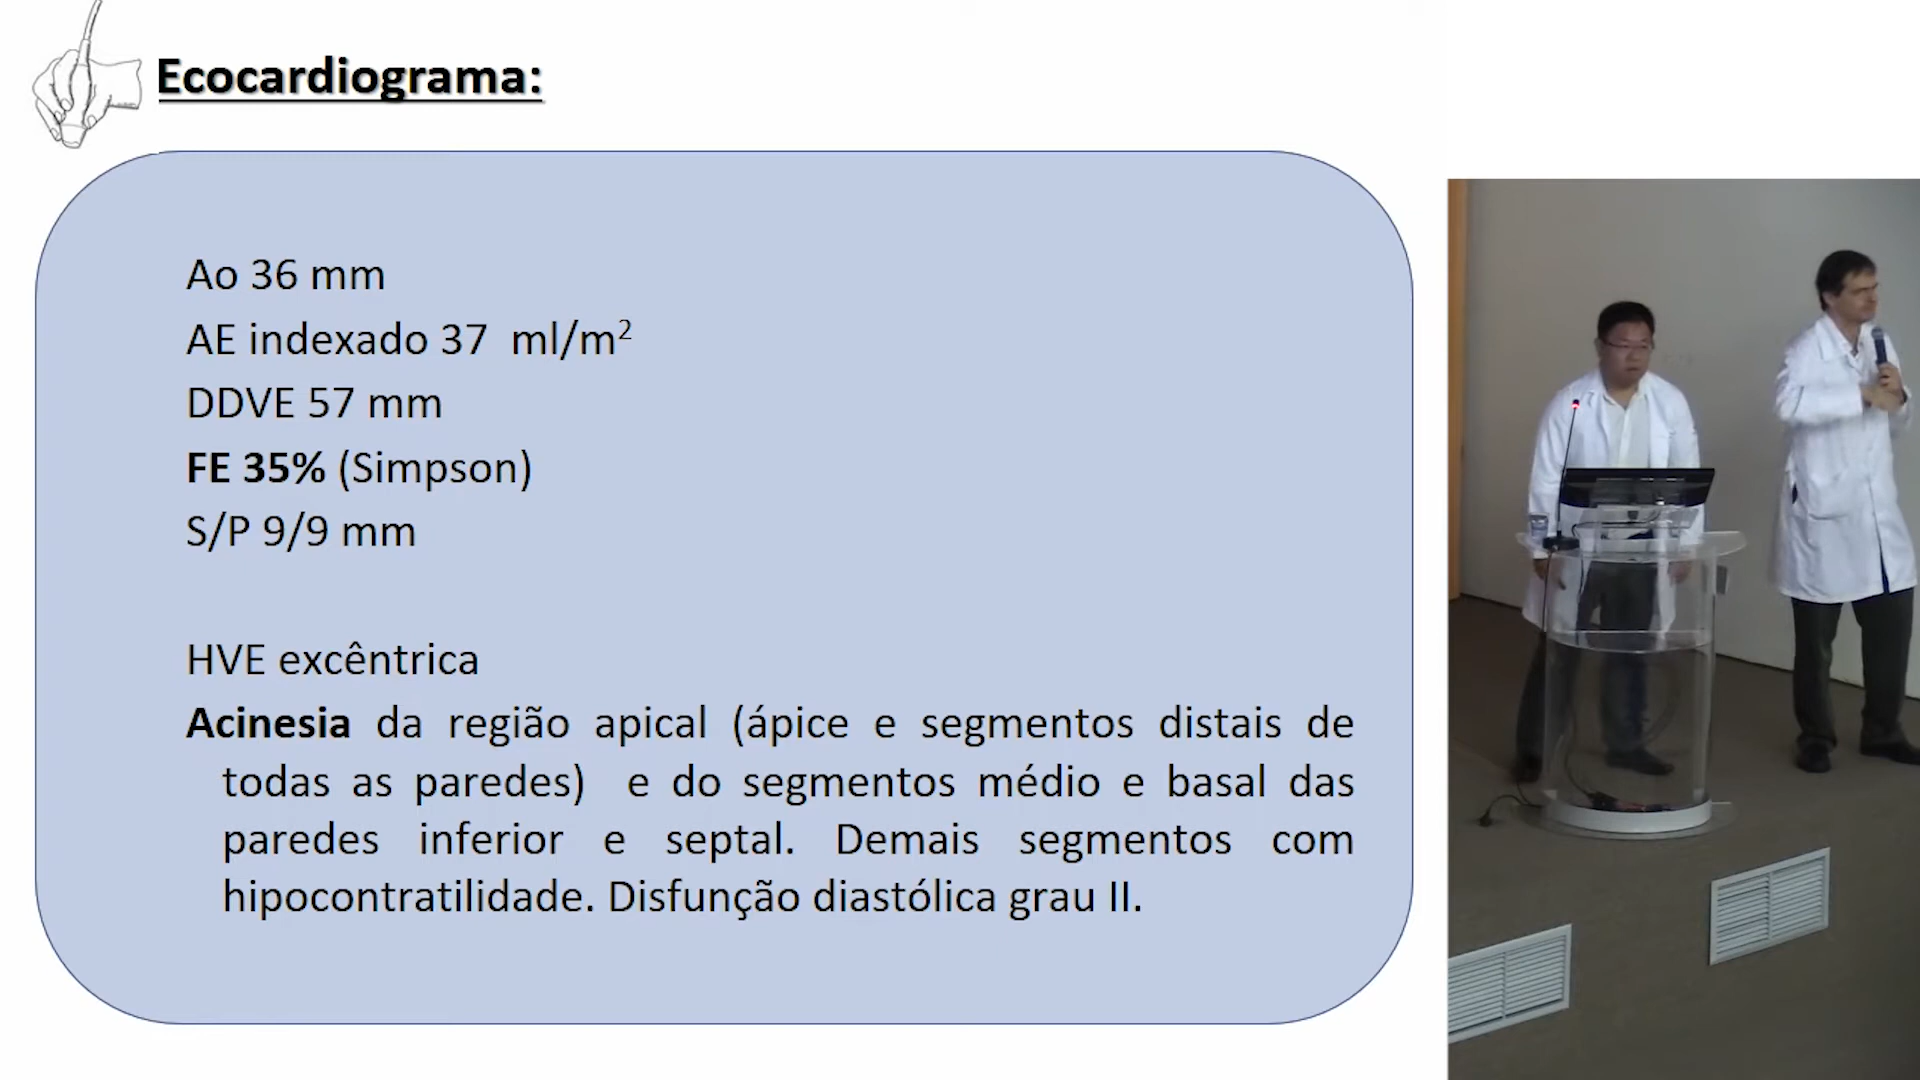 Ecocardiograma:
Ao 36 mm
AE indexado 37 ml/m²
DDVE 57 mm
FE 35% (Simpson)
S/P 9/9 mm
HVE excêntrica
Acinesia da região apical (ápice e segmentos distais de
todas as paredes) e do segmentos médio e basal das
paredes inferior e septal. Demais segmentos com
hipocontratilidade. Disfunção diastólica grau II.